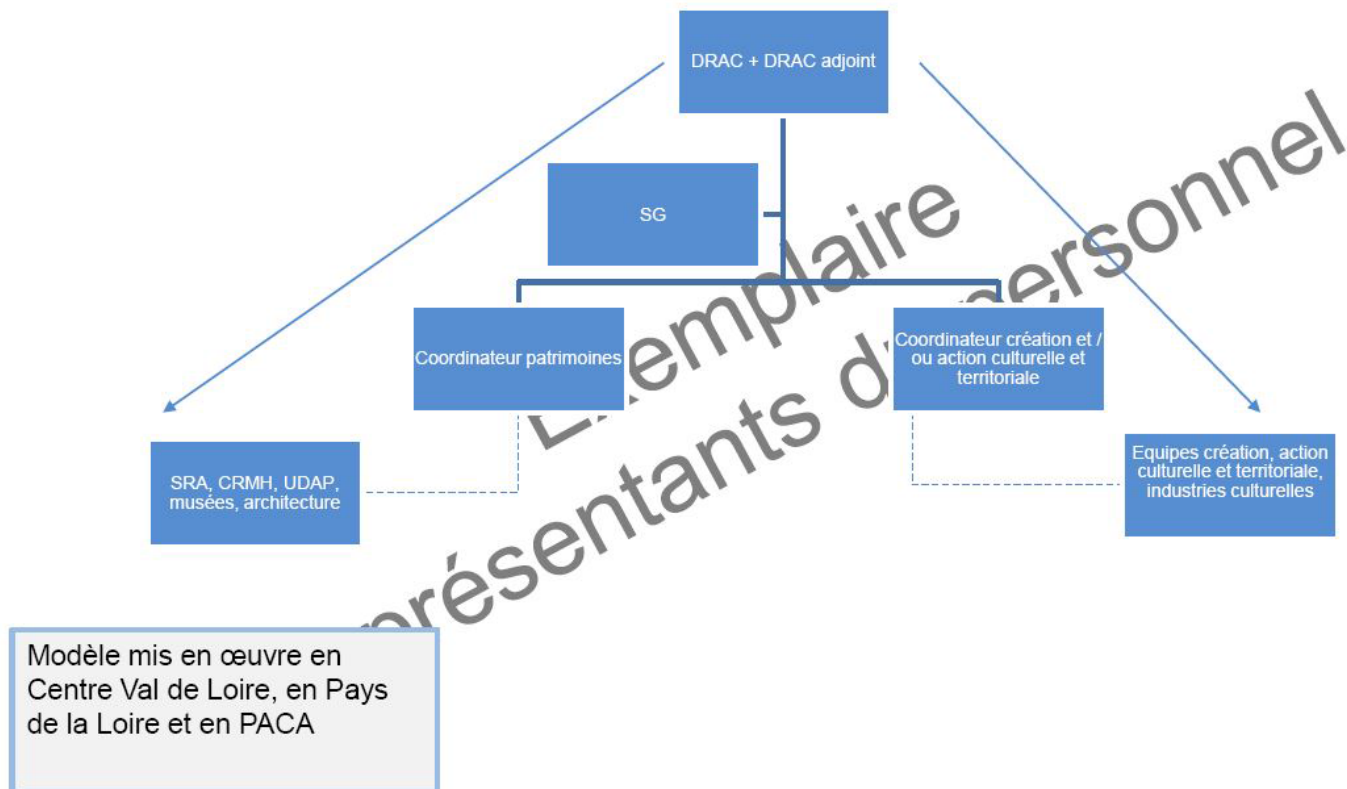 DRAC + DRAC adjoint
SG
Coordinateur patrimoines
Coordinateur création et /
ou action culturelle et
territoriale
SRA, CRMH, UDAP,
musées, architecture
Equipes création, action
culturelle et territoriale,
industries culturelles
Exemplaire
personnel
Modèle mis en œuvre en
Centre Val de Loire, en Pays
de la Loire et en PACA